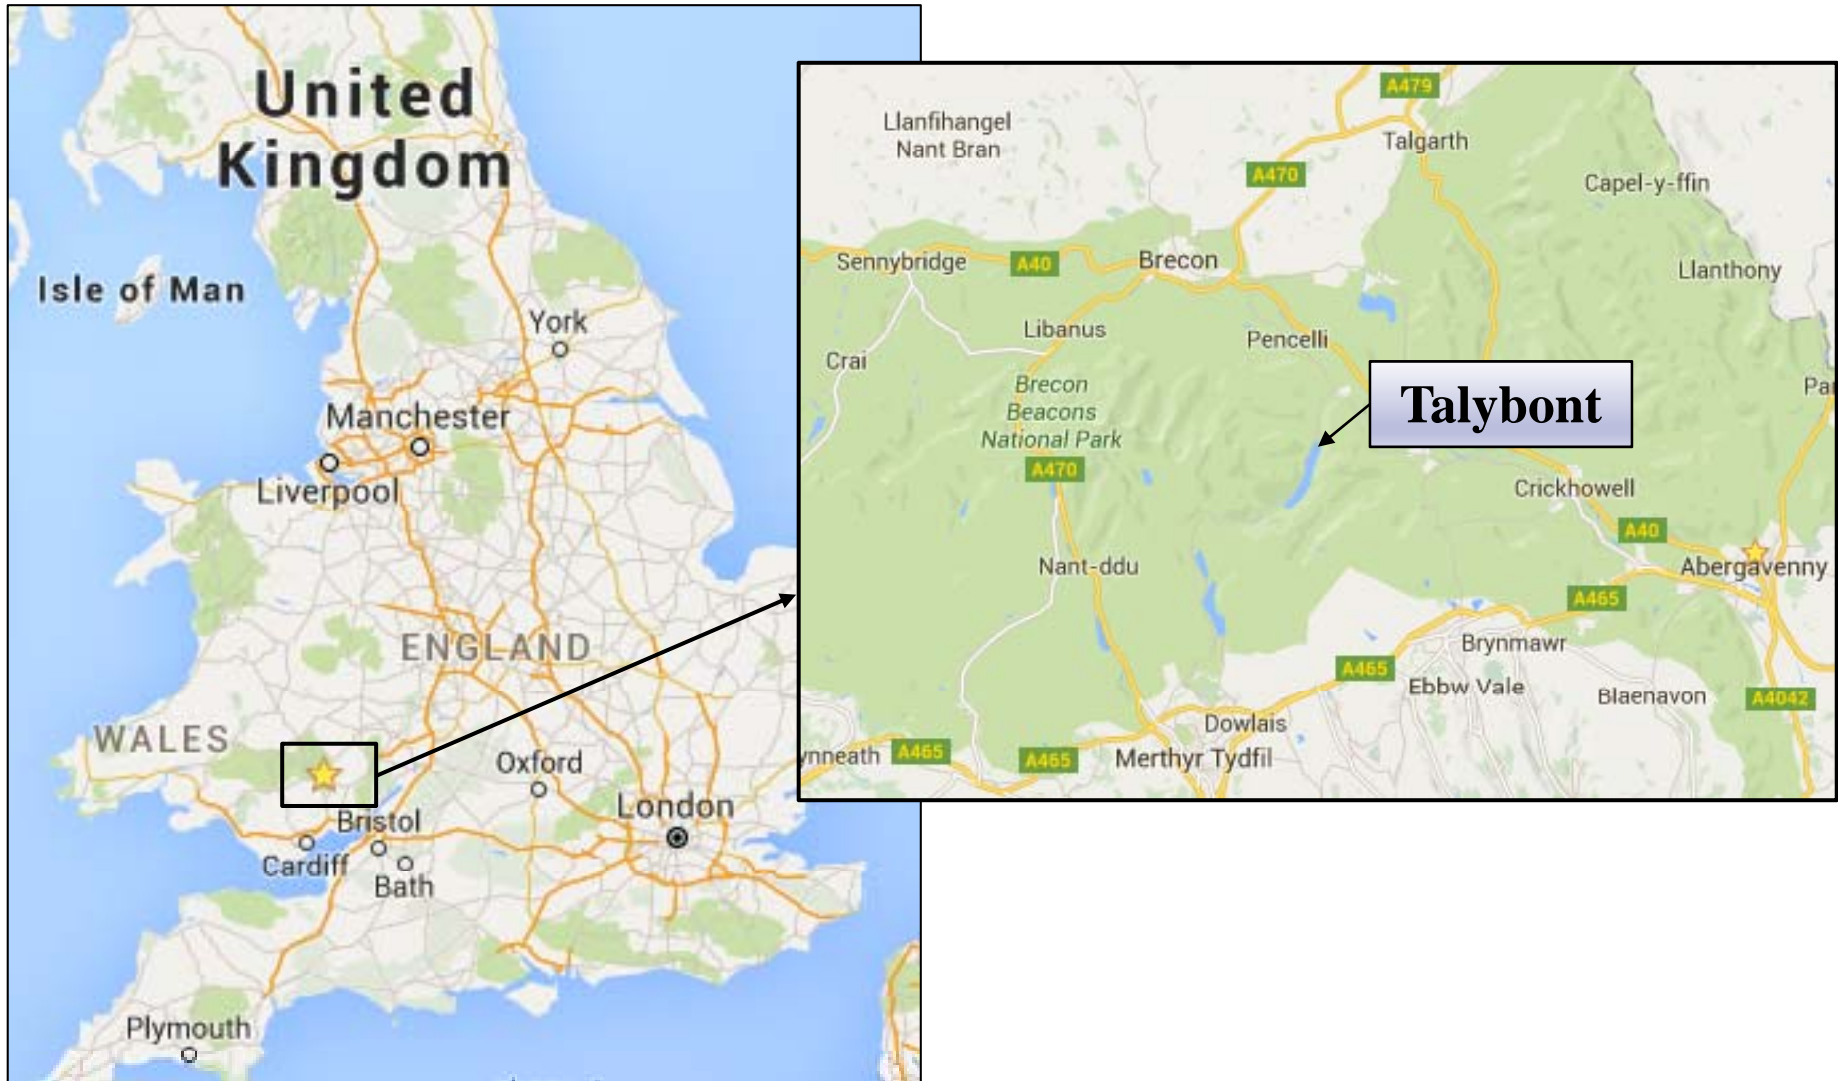 United
Kingdom
Isle of Man
York
Manchester
Liverpool
ENGLAND
WALES
Oxford
London
Bristol
Cardiff
Bath
Plymouth
A479
Llanfihangel
Nant Bran
Talgarth
A470
Capel-y-ffin
Sennybridge
A40
Brecon
Llanthony
Libanus
Pencelli
Crai
Brecon
Beacons
National Park
Talybont
A470
Crickhowell
A40
Nant-ddu
Abergavenny
A465
Brynmawr
A465
Ebbw Vale
Blaenavon
A4042
Dowlais
ynneath
A465
A465
Merthyr Tydfil